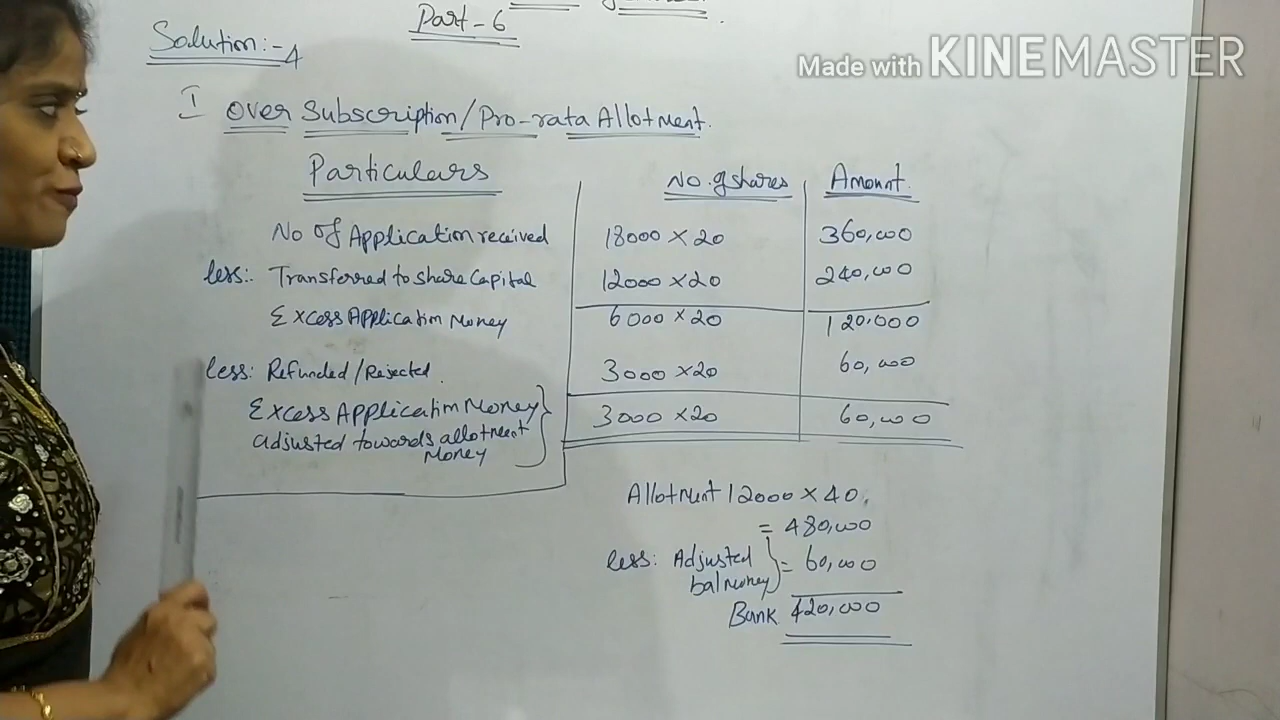 Part-6
Made with KINEMASTER
Solution:-4
I Over Subscription/Pro-rata Allotment.
Particulars No. of shares Amount.
No of Application received 18000 × 20 360,000
less:. Transferred to share Capital 12000 × 20 240,000
Excess Application Money 6000 × 20 120,000
less: Refunded/Rejected. 3000 × 20 60,000
Excess Application Money 3000 × 20 60,000
adjusted towards allotment
Money
Allotment 12000 × 40.
= 480,000
less: Adjusted = 60,000
bal money
Bank 420,000